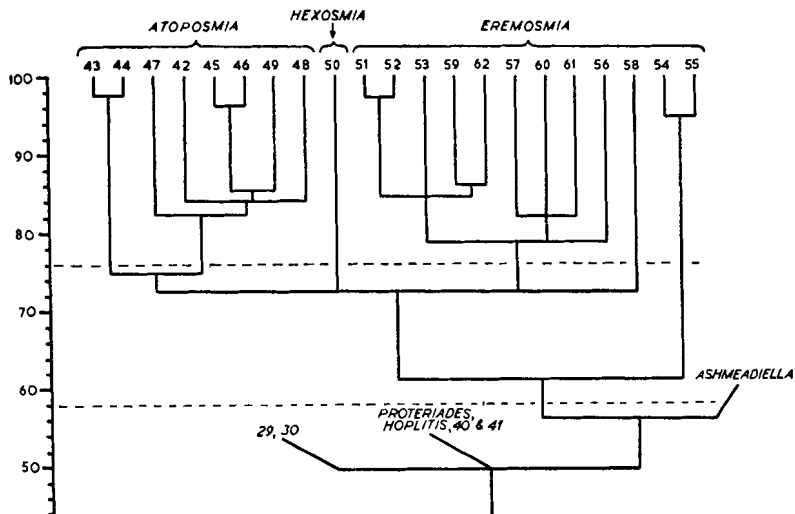 HEXOSMIA
ATOPOSMIA EREMOSMIA
43 44 47 42 45 46 49 48 50 51 52 53 59 62 57 60 61 56 58 54 55
100
90
80
70
60
50
ASHMEADIELLA
PROTERIADES,
HOPLITIS, 40 & 41
29, 30